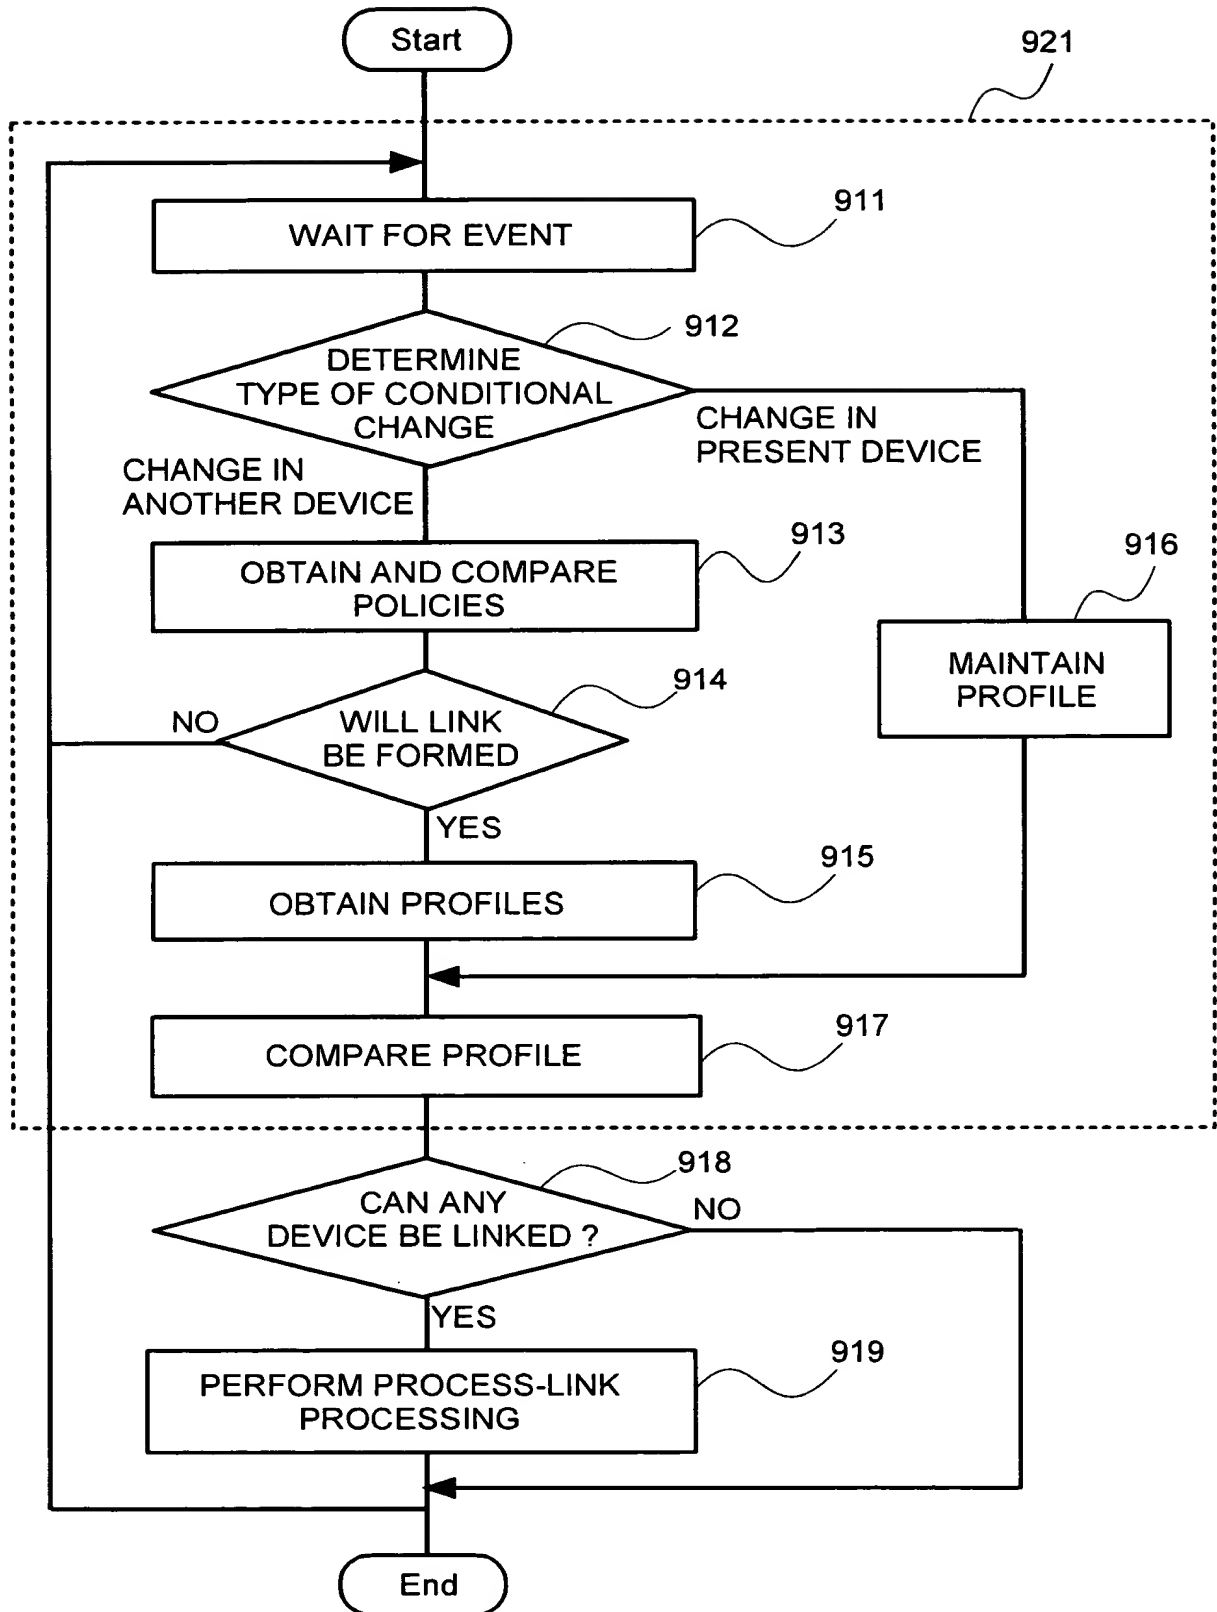 Start
921
WAIT FOR EVENT
911
912
DETERMINE
TYPE OF CONDITIONAL
CHANGE
CHANGE IN
PRESENT DEVICE
CHANGE IN
ANOTHER DEVICE
913
OBTAIN AND COMPARE
POLICIES
916
MAINTAIN
PROFILE
914
NO
WILL LINK
BE FORMED
YES
915
OBTAIN PROFILES
917
COMPARE PROFILE
918
CAN ANY
DEVICE BE LINKED ?
NO
YES
919
PERFORM PROCESS-LINK
PROCESSING
End